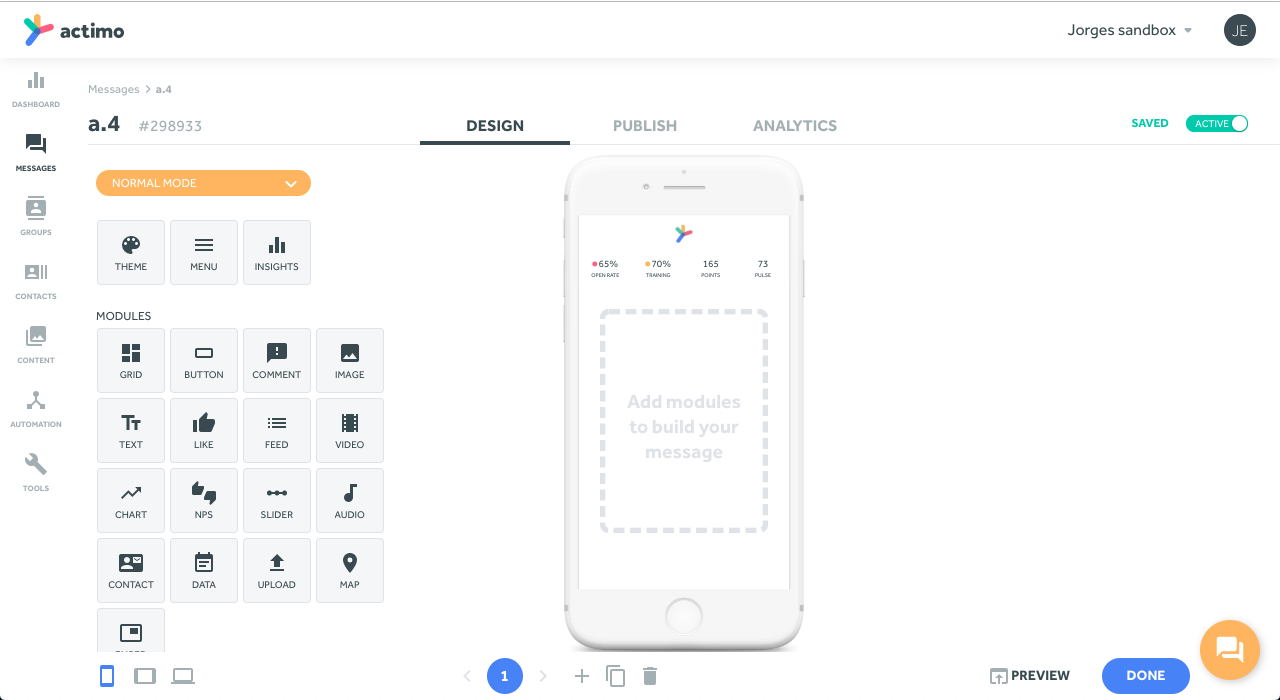 actimo
Jorges sandbox
JE
DASHBOARD
MESSAGES
GROUPS
CONTACTS
CONTENT
AUTOMATION
TOOLS
Messages > a.4
a.4 #298933
DESIGN PUBLISH ANALYTICS
SAVED ACTIVE
NORMAL MODE
THEME MENU INSIGHTS
MODULES
GRID BUTTON COMMENT IMAGE
TEXT LIKE FEED VIDEO
CHART NPS SLIDER AUDIO
CONTACT DATA UPLOAD MAP
65% 70% 165 73
OPEN RATE TRAINING POINTS PULSE
Add modules
to build your
message
1
PREVIEW
DONE